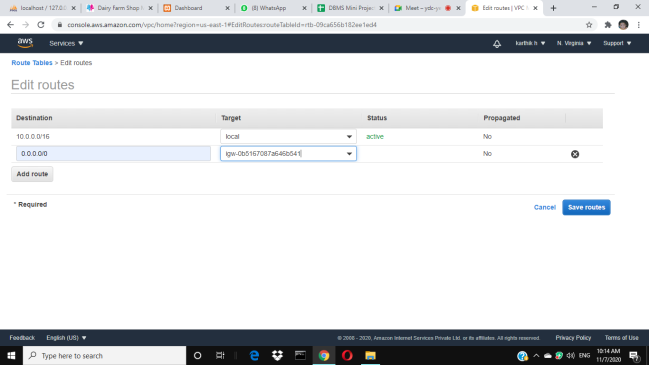 localhost / 127.0.0
Dairy Farm Shop M
Dashboard
(8) WhatsApp
DBMS Mini Projec
Meet – ydc-yv
Edit routes | VPC M
console.aws.amazon.com/vpc/home?region=us-east-1#EditRoutes:routeTableId=rtb-09ca656b182ee1ed4
aws
Services
karthik h
N. Virginia
Support
Route Tables > Edit routes
Edit routes
Destination Target Status Propagated
10.0.0.0/16 local active No
0.0.0.0/0 igw-0b5167087a646b541 No
Add route
* Required
Cancel Save routes
Feedback English (US) © 2008 - 2020, Amazon Internet Services Private Ltd. or its affiliates. All rights reserved. Privacy Policy Terms of Use
Type here to search
ENG
10:14 AM
11/7/2020